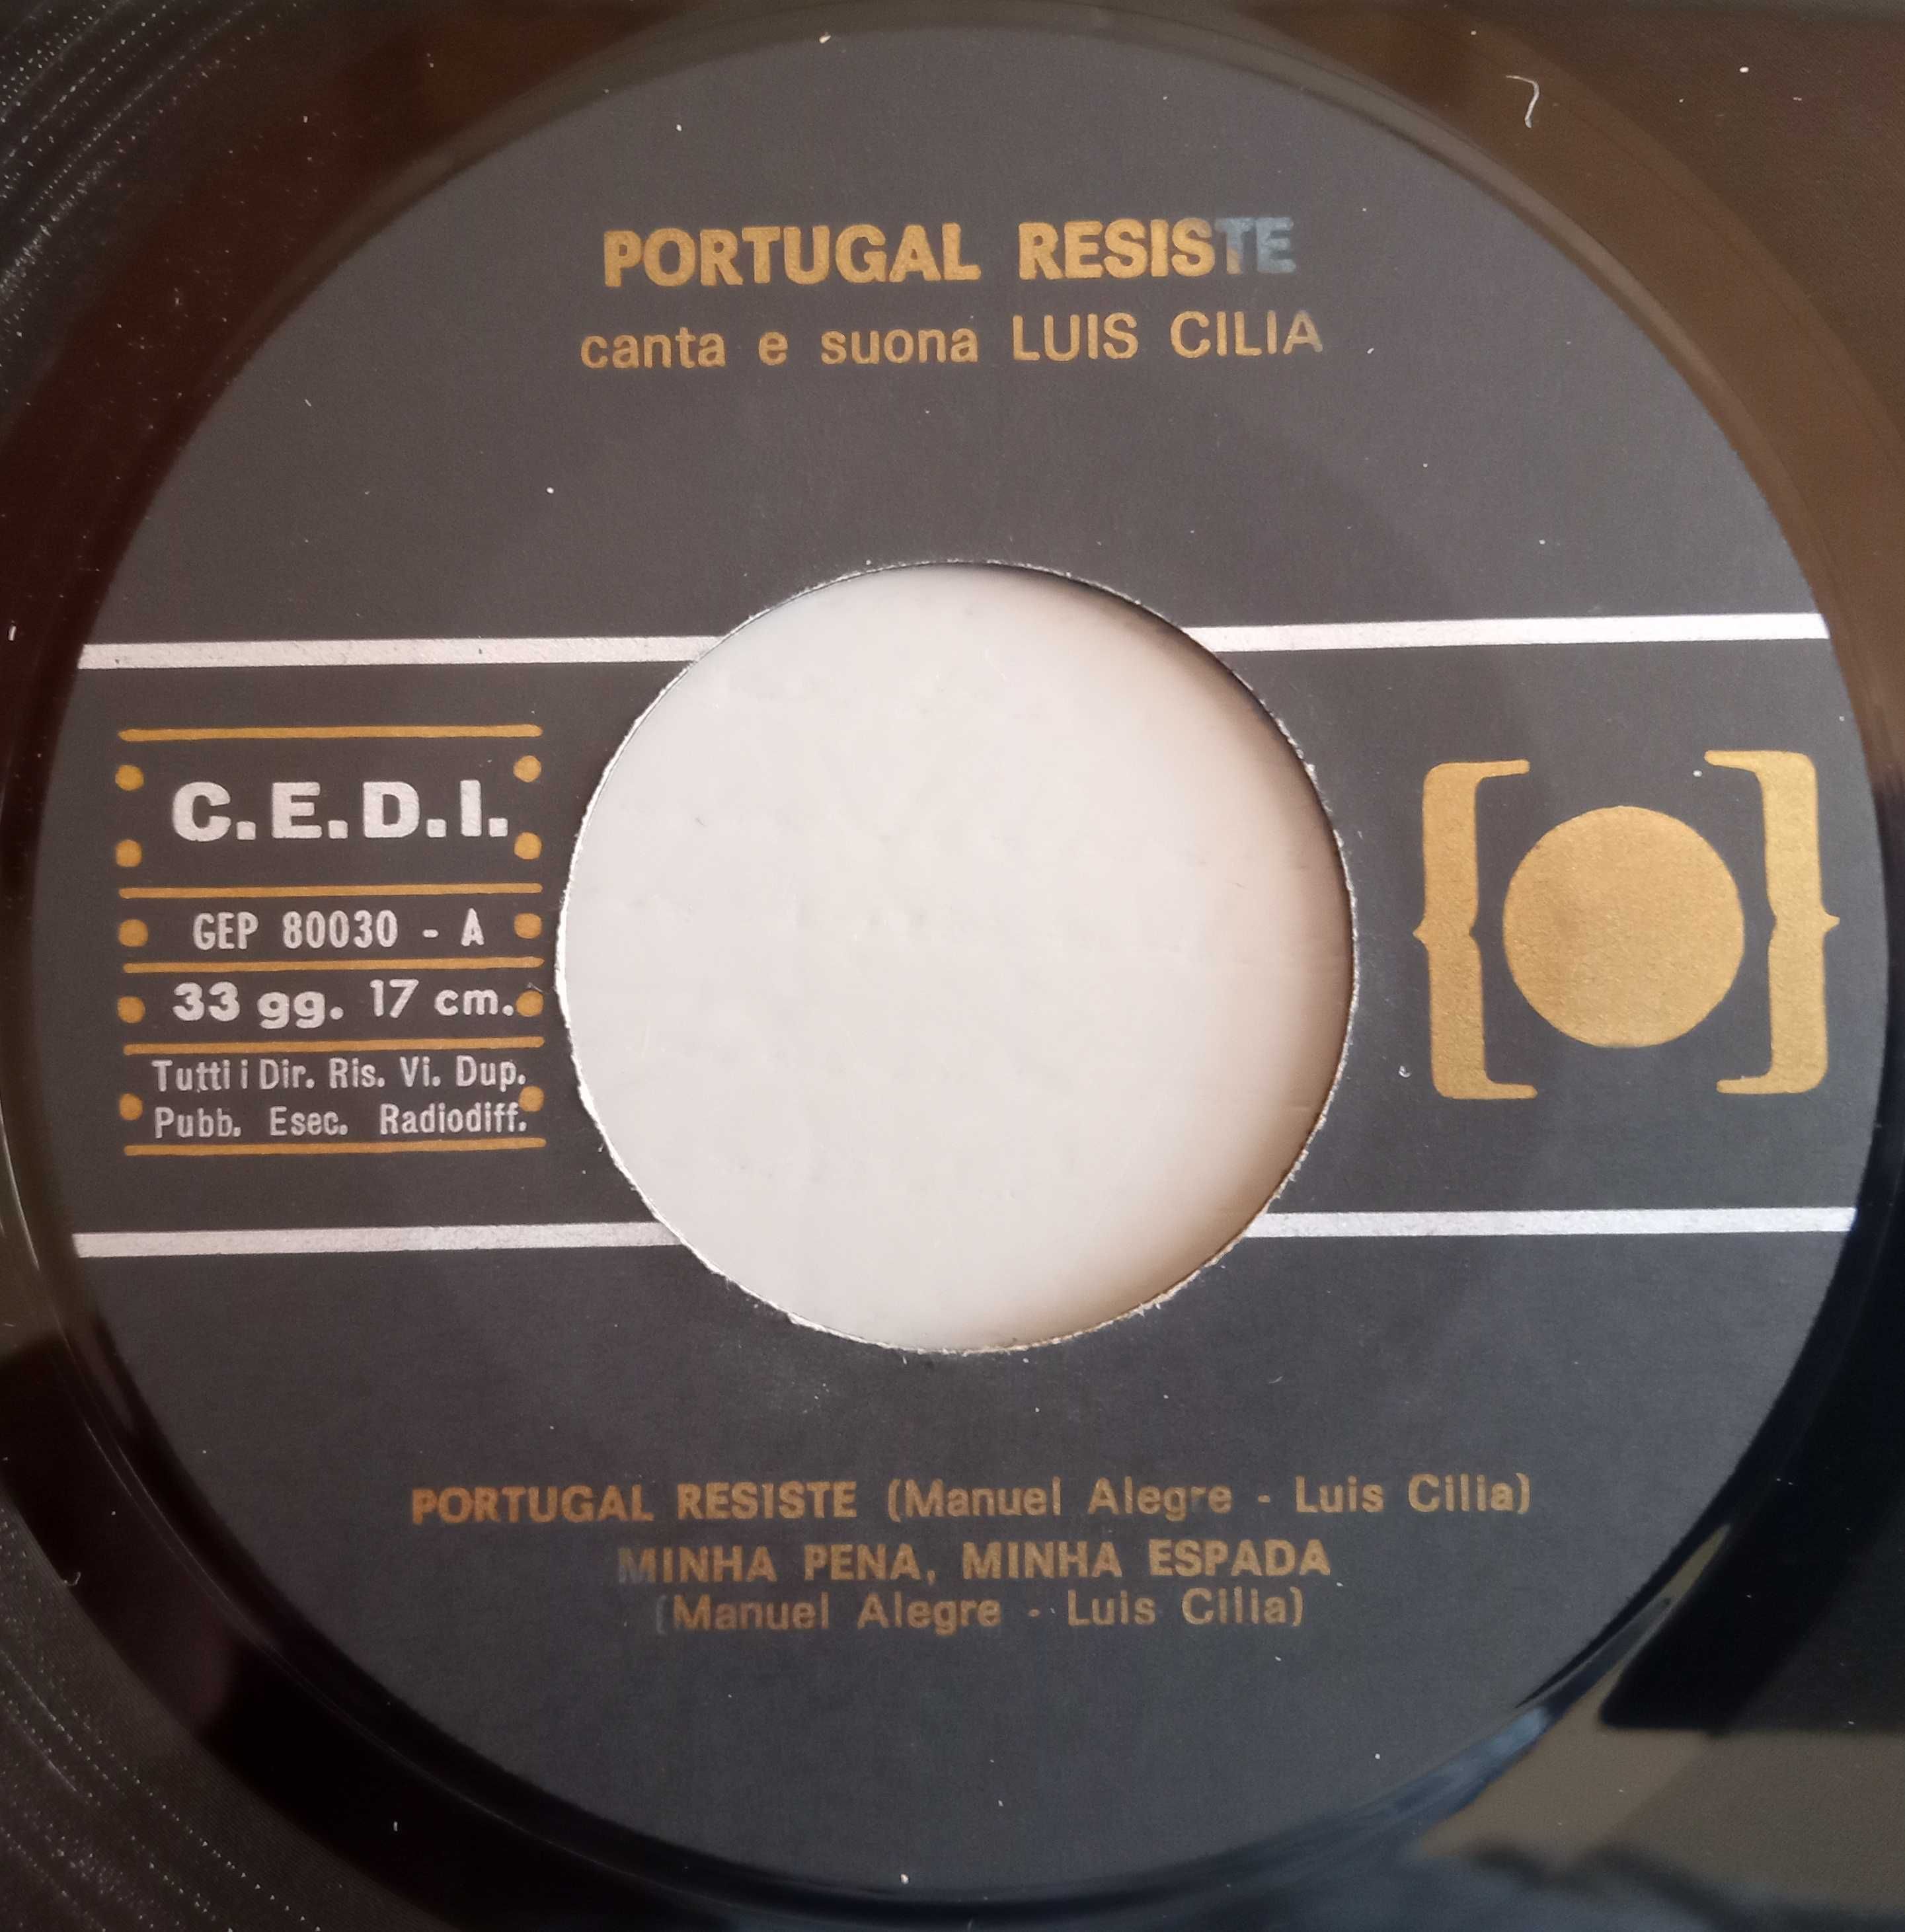 PORTUGAL RESISTE
canta e suona LUIS CILIA
C.E.D.I.
GEP 80030 - A
33 gg. 17 cm.
Tutti i Dir. Ris. Vi. Dup.
Pubb. Esec. Radiodiff.
PORTUGAL RESISTE (Manuel Alegre - Luis Cilia)
MINHA PENA, MINHA ESPADA
(Manuel Alegre - Luis Cilia)